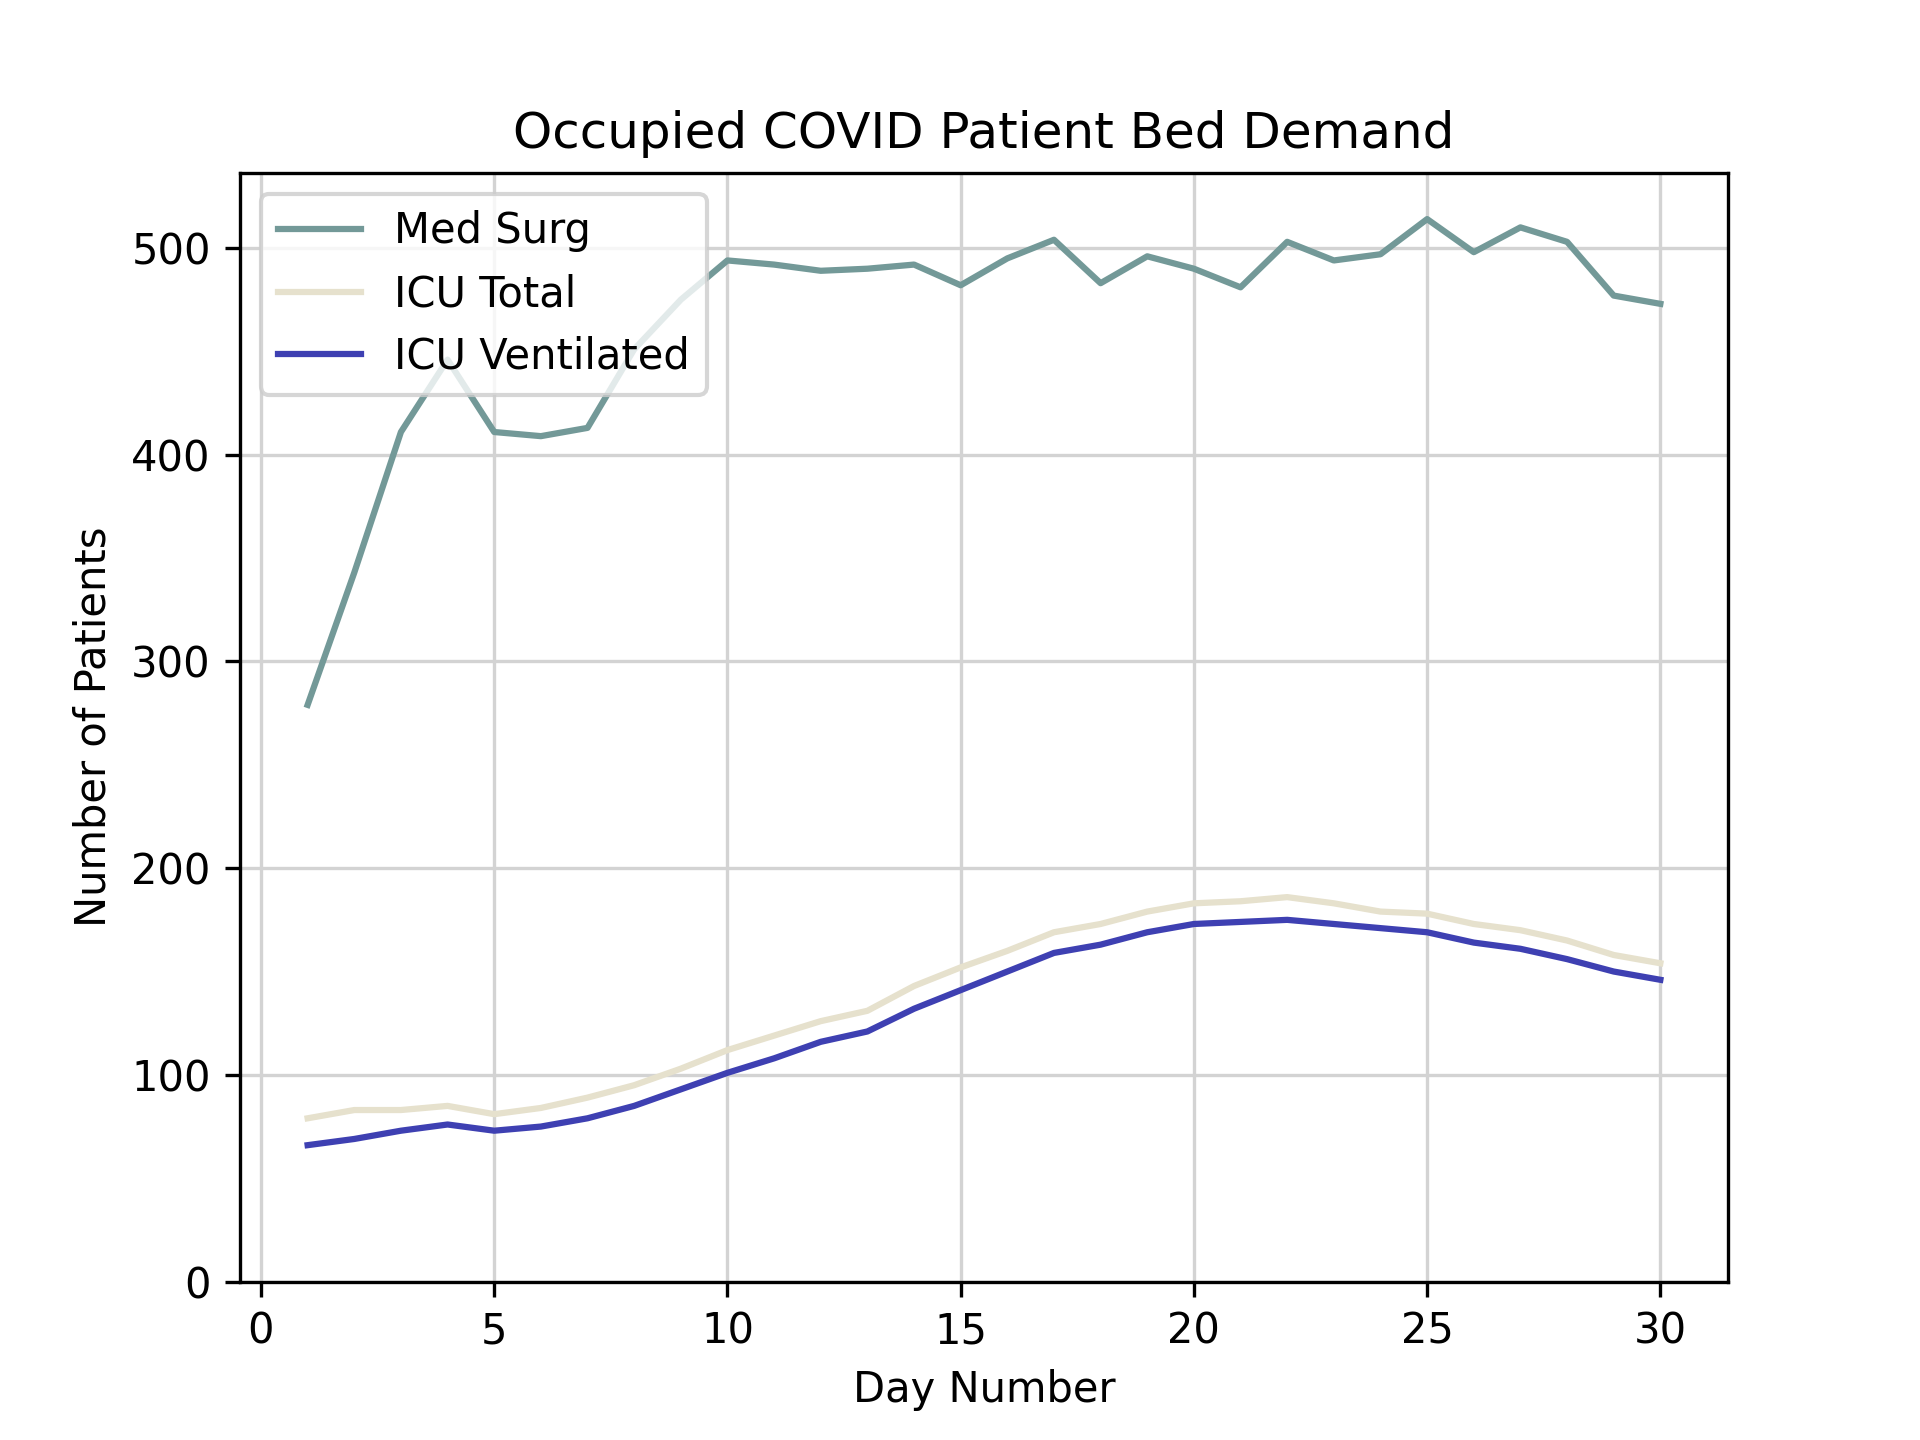 Occupied COVID Patient Bed Demand
Med Surg
ICU Total
ICU Ventilated
Number of Patients
500
400
300
200
100
0
0 5 10 15 20 25 30
Day Number